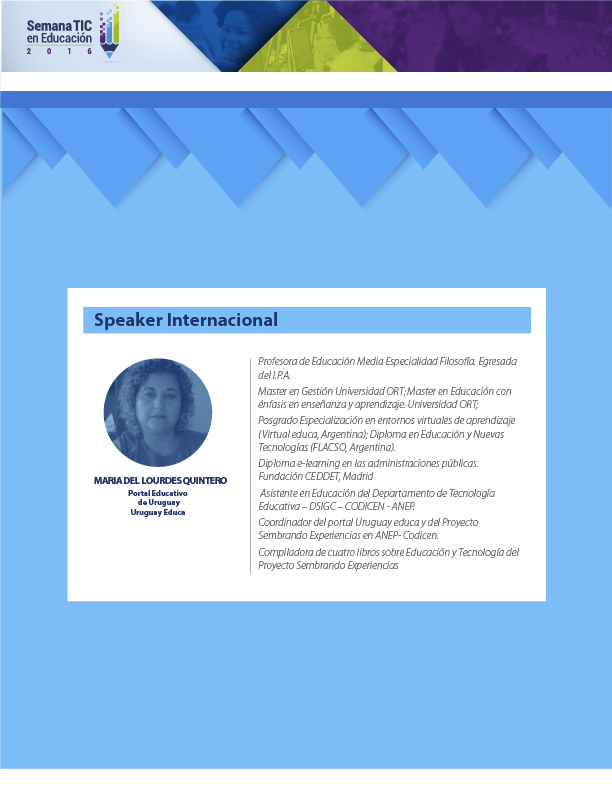 Semana TIC
en Educación
2 0 1 6
Speaker Internacional
MARIA DEL LOURDES QUINTERO
Portal Educativo
de Uruguay
Uruguay Educa
Profesora de Educación Media Especialidad Filosofía. Egresada
del I.P.A.
Master en Gestión Universidad ORT; Master en Educación con
énfasis en enseñanza y aprendizaje. Universidad ORT;
Posgrado Especialización en entornos virtuales de aprendizaje
(Virtual educa, Argentina); Diploma en Educación y Nuevas
Tecnologías (FLACSO, Argentina).
Diploma e-learning en las administraciones públicas.
Fundación CEDDET, Madrid
Asistente en Educación del Departamento de Tecnología
Educativa – DSIGC – CODICEN - ANEP.
Coordinador del portal Uruguay educa y del Proyecto
Sembrando Experiencias en ANEP- Codicen.
Compiladora de cuatro libros sobre Educación y Tecnología del
Proyecto Sembrando Experiencias